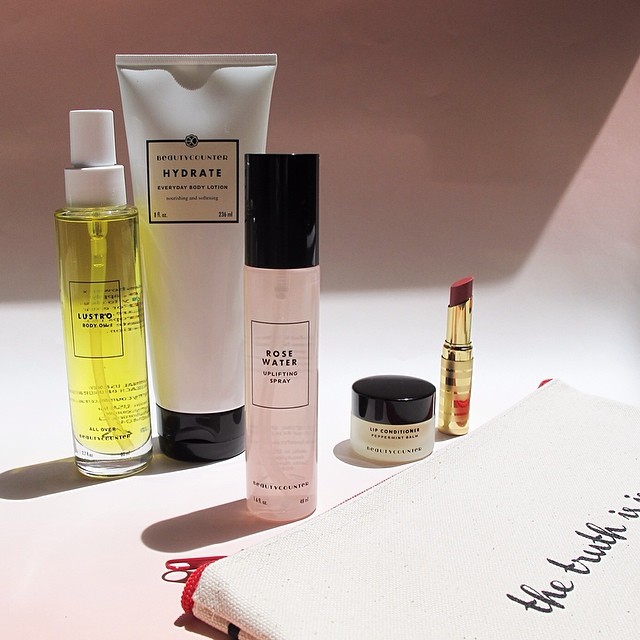 BEAUTYCOUNTER
HYDRATE
EVERYDAY BODY LOTION
nourishing and softening
8 fl. oz. 236 ml
LUSTRO
BODY OIL
ALL OVER
BEAUTYCOUNTER
ROSE
WATER
UPLIFTING
SPRAY
BEAUTYCOUNTER
LIP CONDITIONER
PEPPERMINT BALM
BEAUTYCOUNTER
the truth is